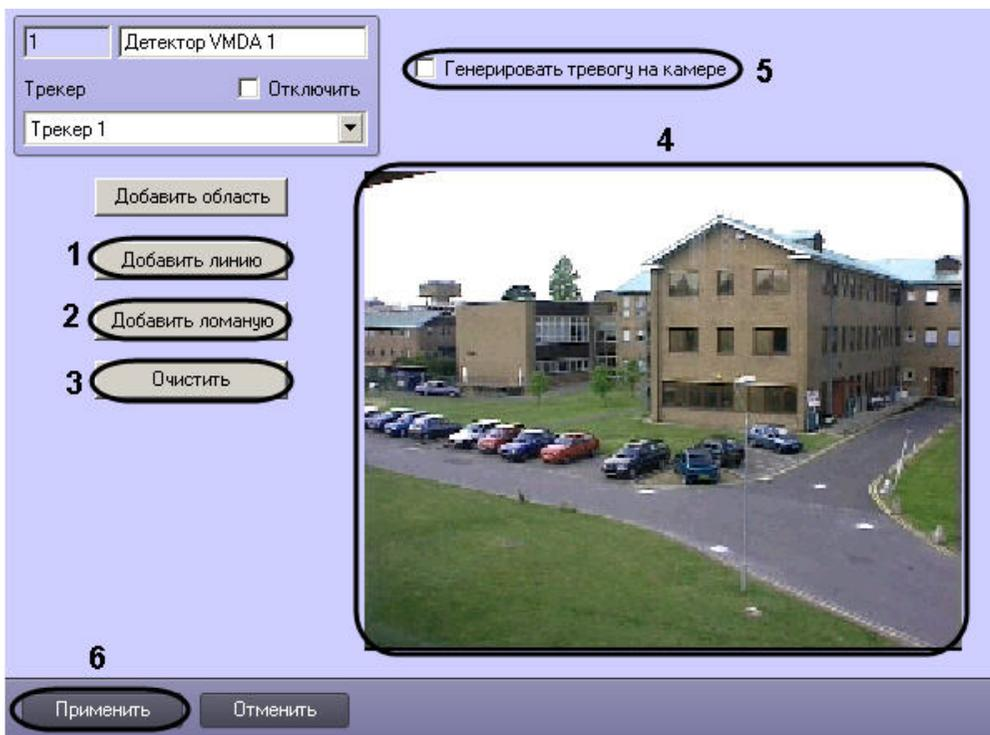 1 Детектор VMDA 1
Генерировать тревогу на камере 5
Трекер Отключить
Трекер 1
4
Добавить область
1 Добавить линию
2 Добавить ломаную
3 Очистить
6
Применить Отменить